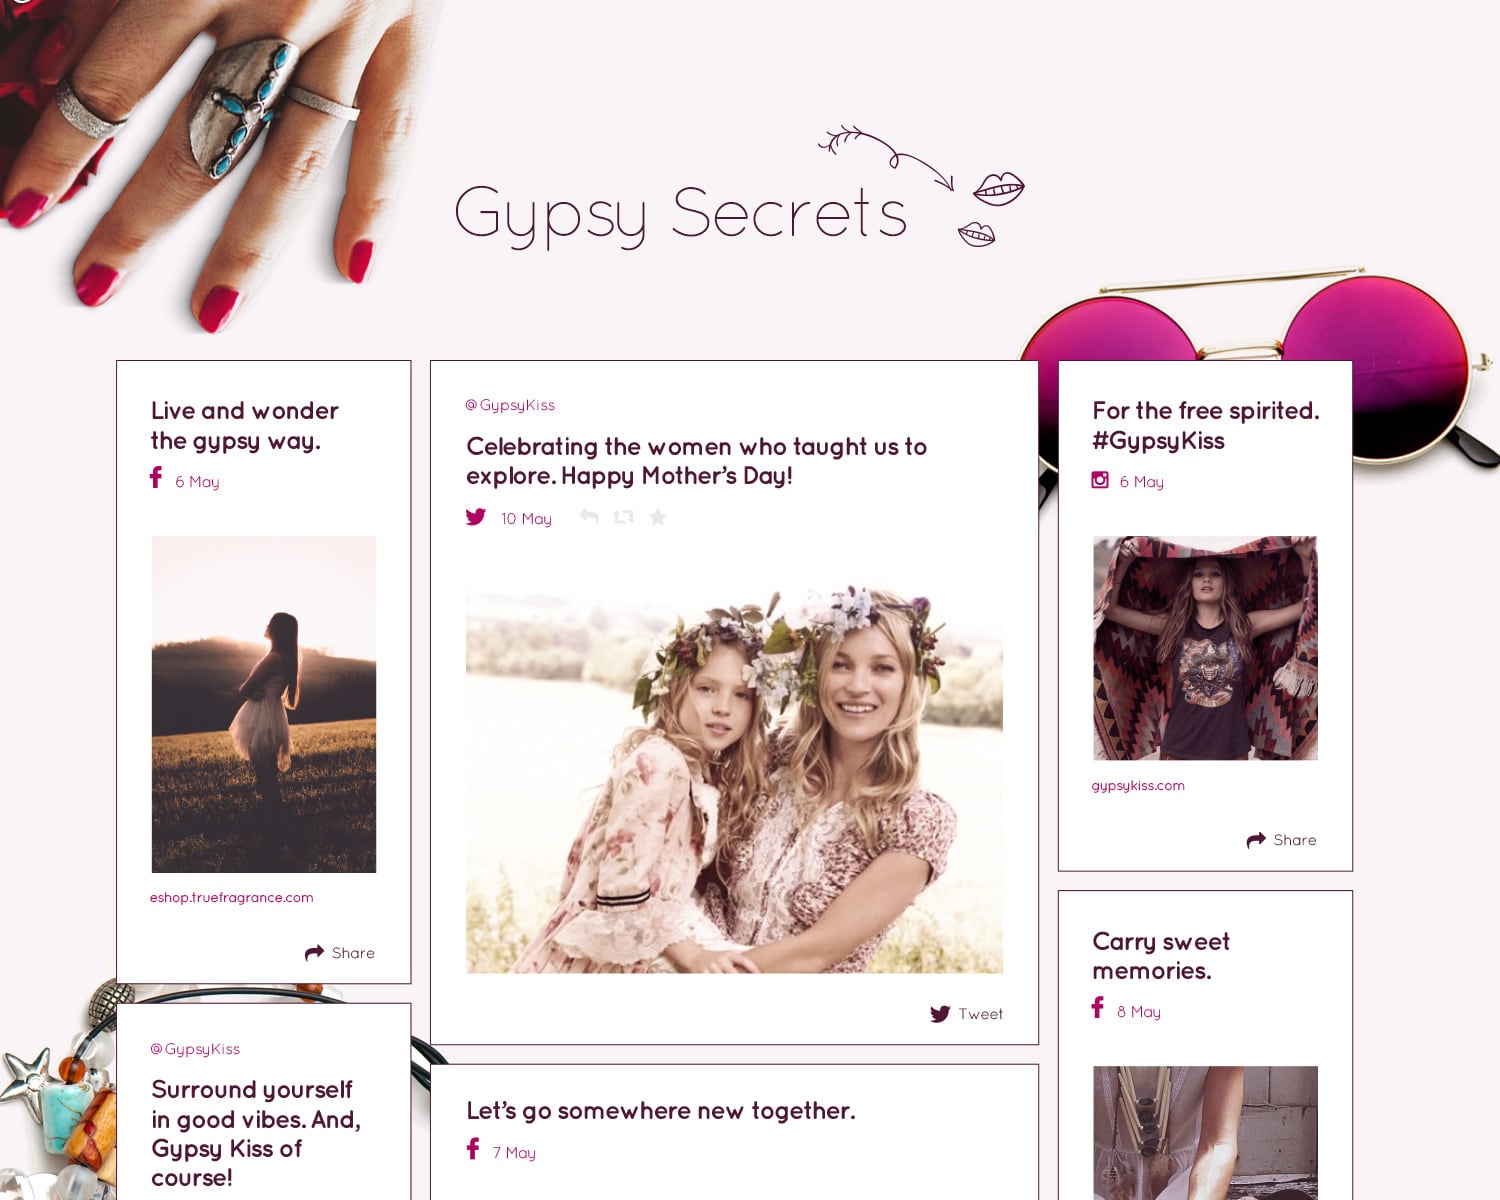 Gypsy Secrets
Live and wonder
the gypsy way.
6 May
eshop.truefragrance.com
Share
@GypsyKiss
Surround yourself
in good vibes. And,
Gypsy Kiss of
course!
@GypsyKiss
Celebrating the women who taught us to
explore. Happy Mother's Day!
10 May
Tweet
Let's go somewhere new together.
7 May
For the free spirited.
#GypsyKiss
6 May
gypsykiss.com
Share
Carry sweet
memories.
8 May